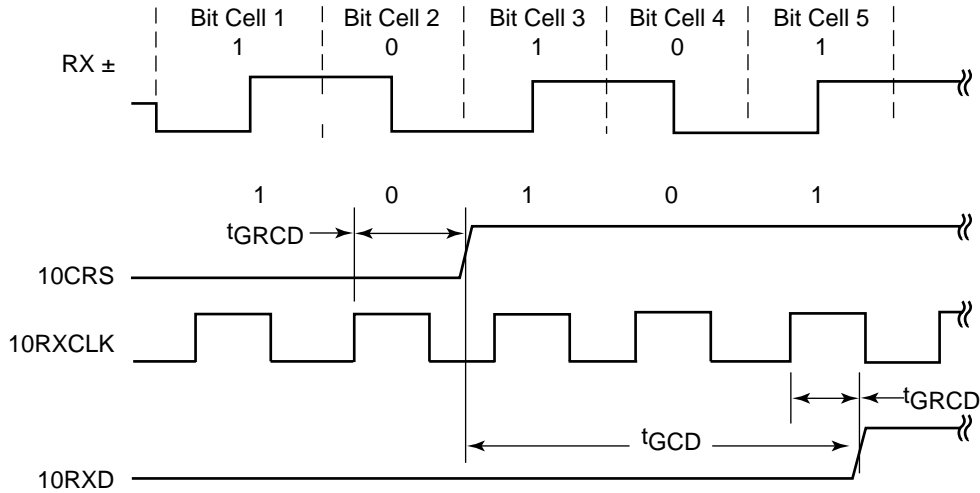 Bit Cell 1 Bit Cell 2 Bit Cell 3 Bit Cell 4 Bit Cell 5
1 0 1 0 1
RX ±
1 0 1 0 1
tGRCD
10CRS
10RXCLK
tGRCD
tGCD
10RXD